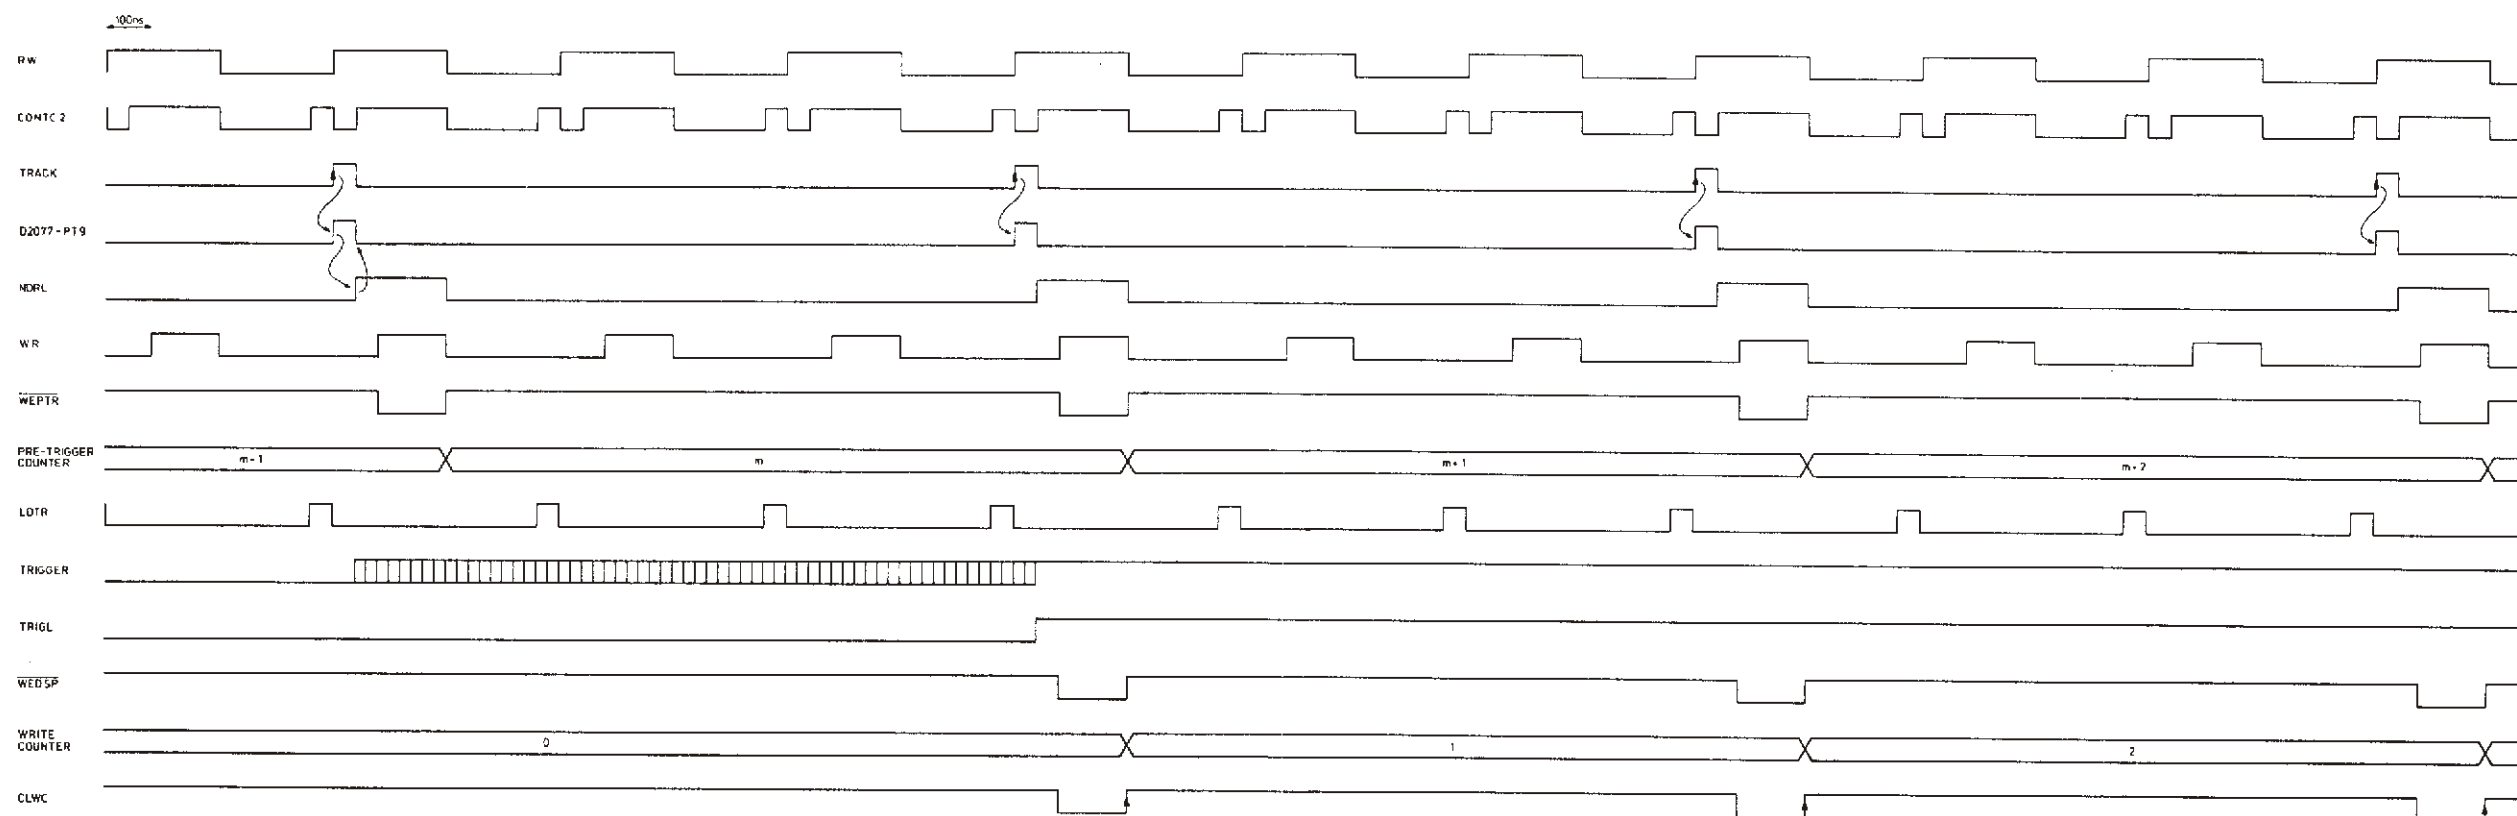 100ns
RW
CONTC 2
TRACK
D2077-PT9
NDRL
WR
WEPTR
PRE-TRIGGER
COUNTER
m-1
m
m+1
m+2
LDTR
TRIGGER
TRIGL
WEDSP
WRITE
COUNTER
0
1
2
CLWC